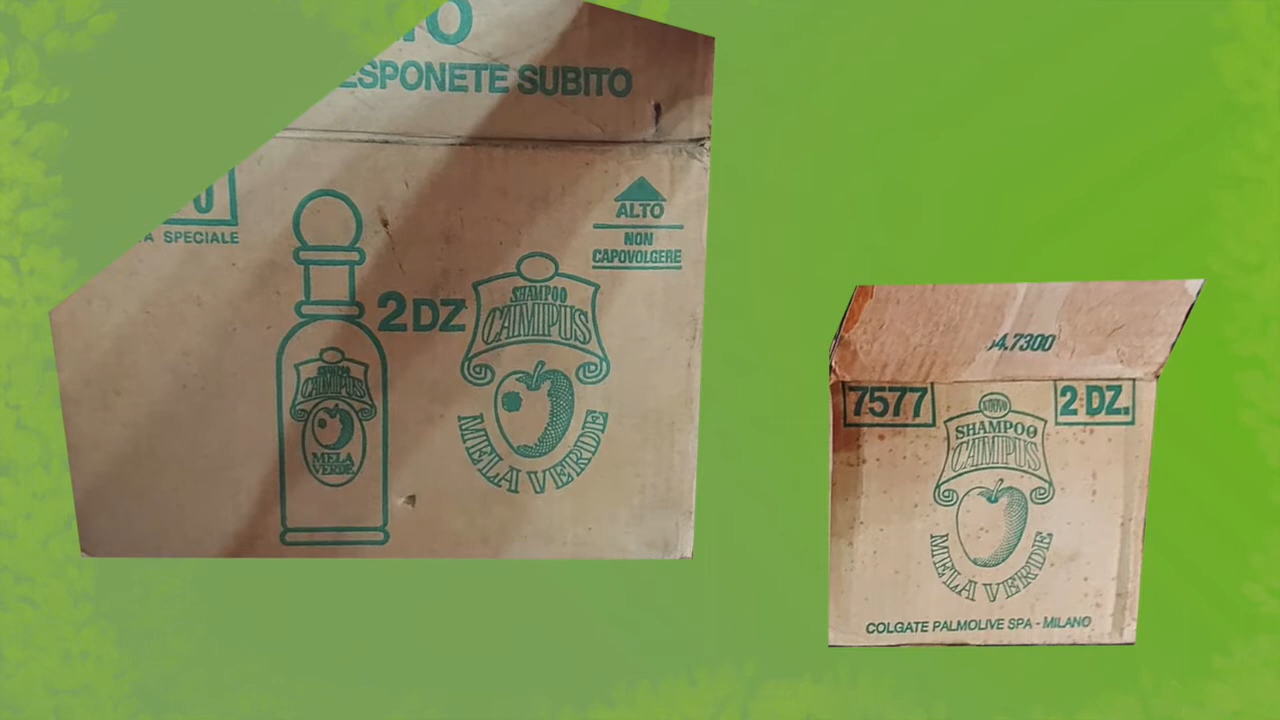 ESPONETE SUBITO
SPECIALE
ALTO
NON
CAPOVOLGERE
2 DZ
SHAMPOO
CAMPUS
MELA VERDE
CAMPUS
MELA
VERDE
4.7300
7577
2 DZ.
NUOVO
SHAMPOO
CAMPUS
MELA VERDE
COLGATE PALMOLIVE SPA - MILANO